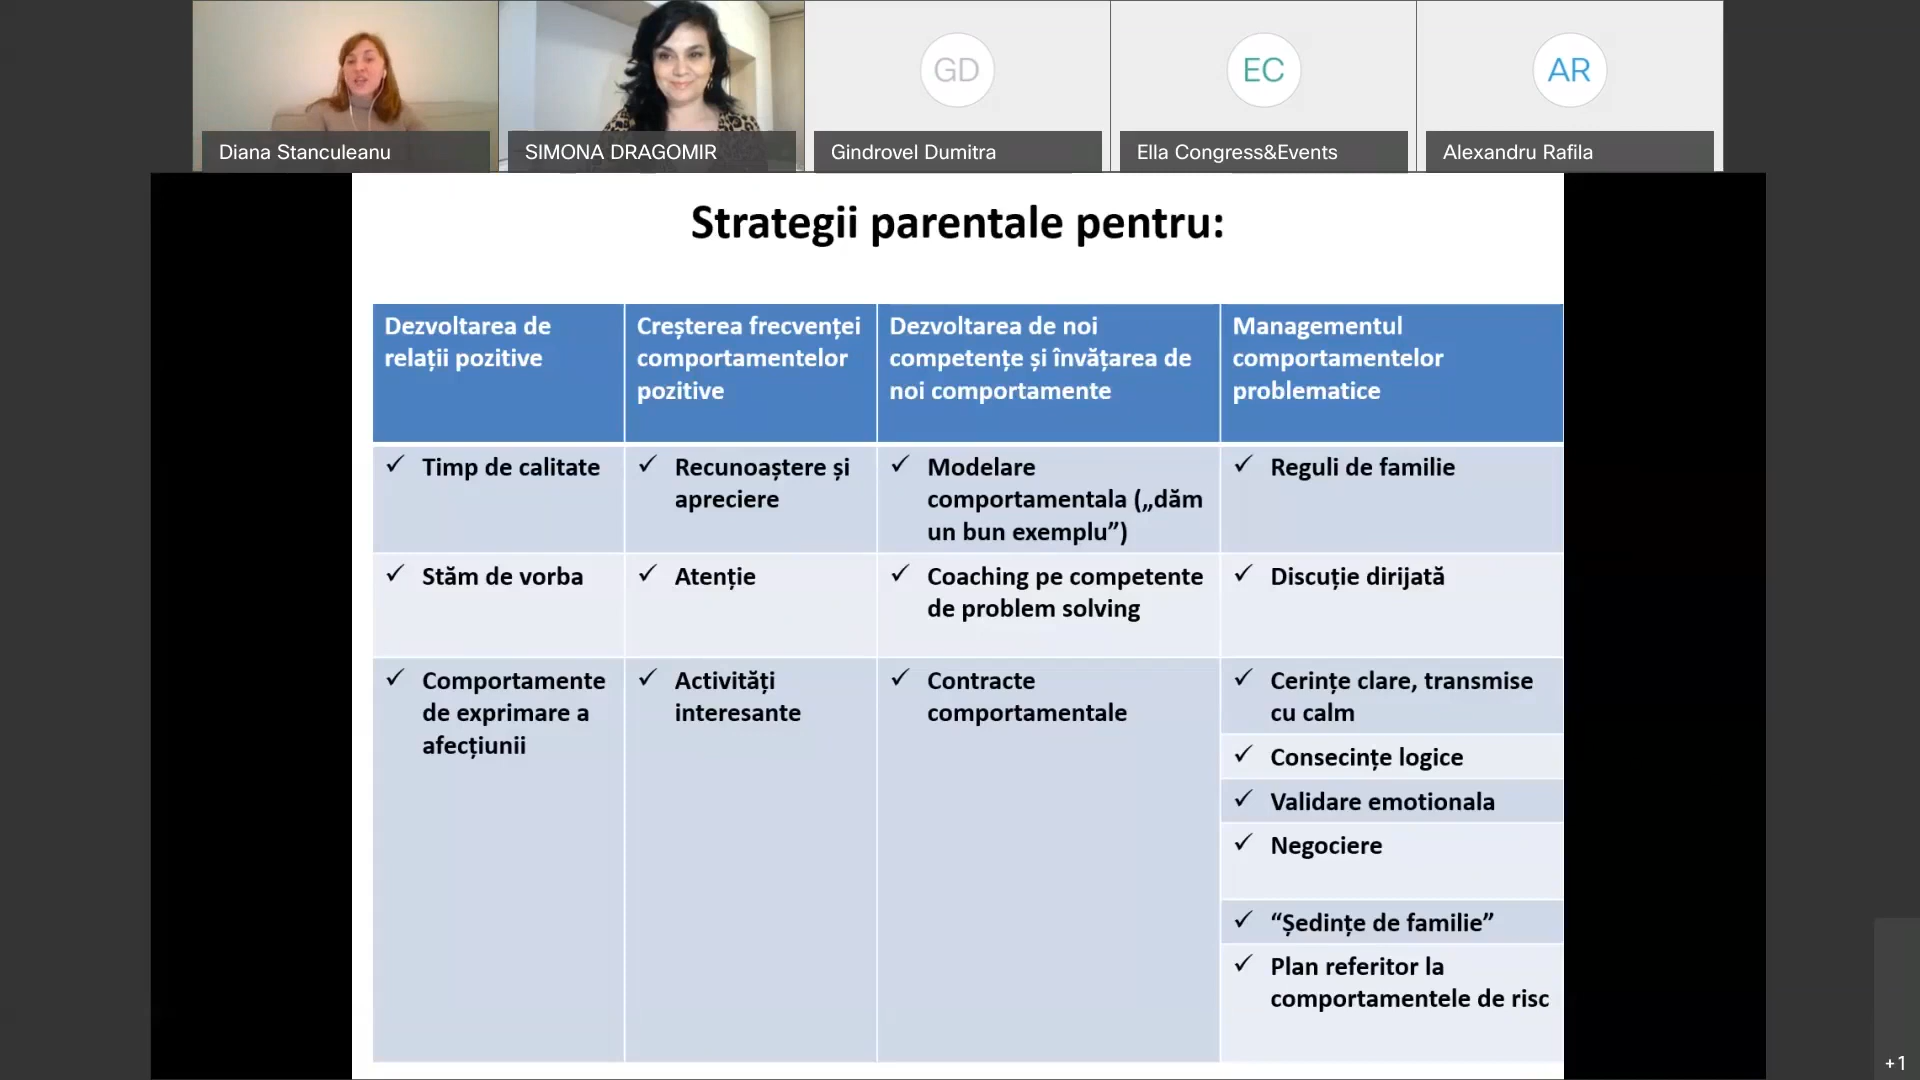 GD
EC
AR
Diana Stanculeanu
SIMONA DRAGOMIR
Gindrovel Dumitra
Ella Congress&Events
Alexandru Rafila
Strategii parentale pentru:
Dezvoltarea de
relații pozitive
Creșterea frecvenței
comportamentelor
pozitive
Dezvoltarea de noi
competențe și învățarea de
noi comportamente
Managementul
comportamentelor
problematice
✓ Timp de calitate
✓ Recunoaștere și
apreciere
✓ Modelare
comportamentala („dăm
un bun exemplu”)
✓ Reguli de familie
✓ Stăm de vorba
✓ Atenție
✓ Coaching pe competente
de problem solving
✓ Discuție dirijată
✓ Comportamente
de exprimare a
afecțiunii
✓ Activități
interesante
✓ Contracte
comportamentale
✓ Cerințe clare, transmise
cu calm
✓ Consecințe logice
✓ Validare emotionala
✓ Negociere
✓ “Ședințe de familie”
✓ Plan referitor la
comportamentele de risc
+1